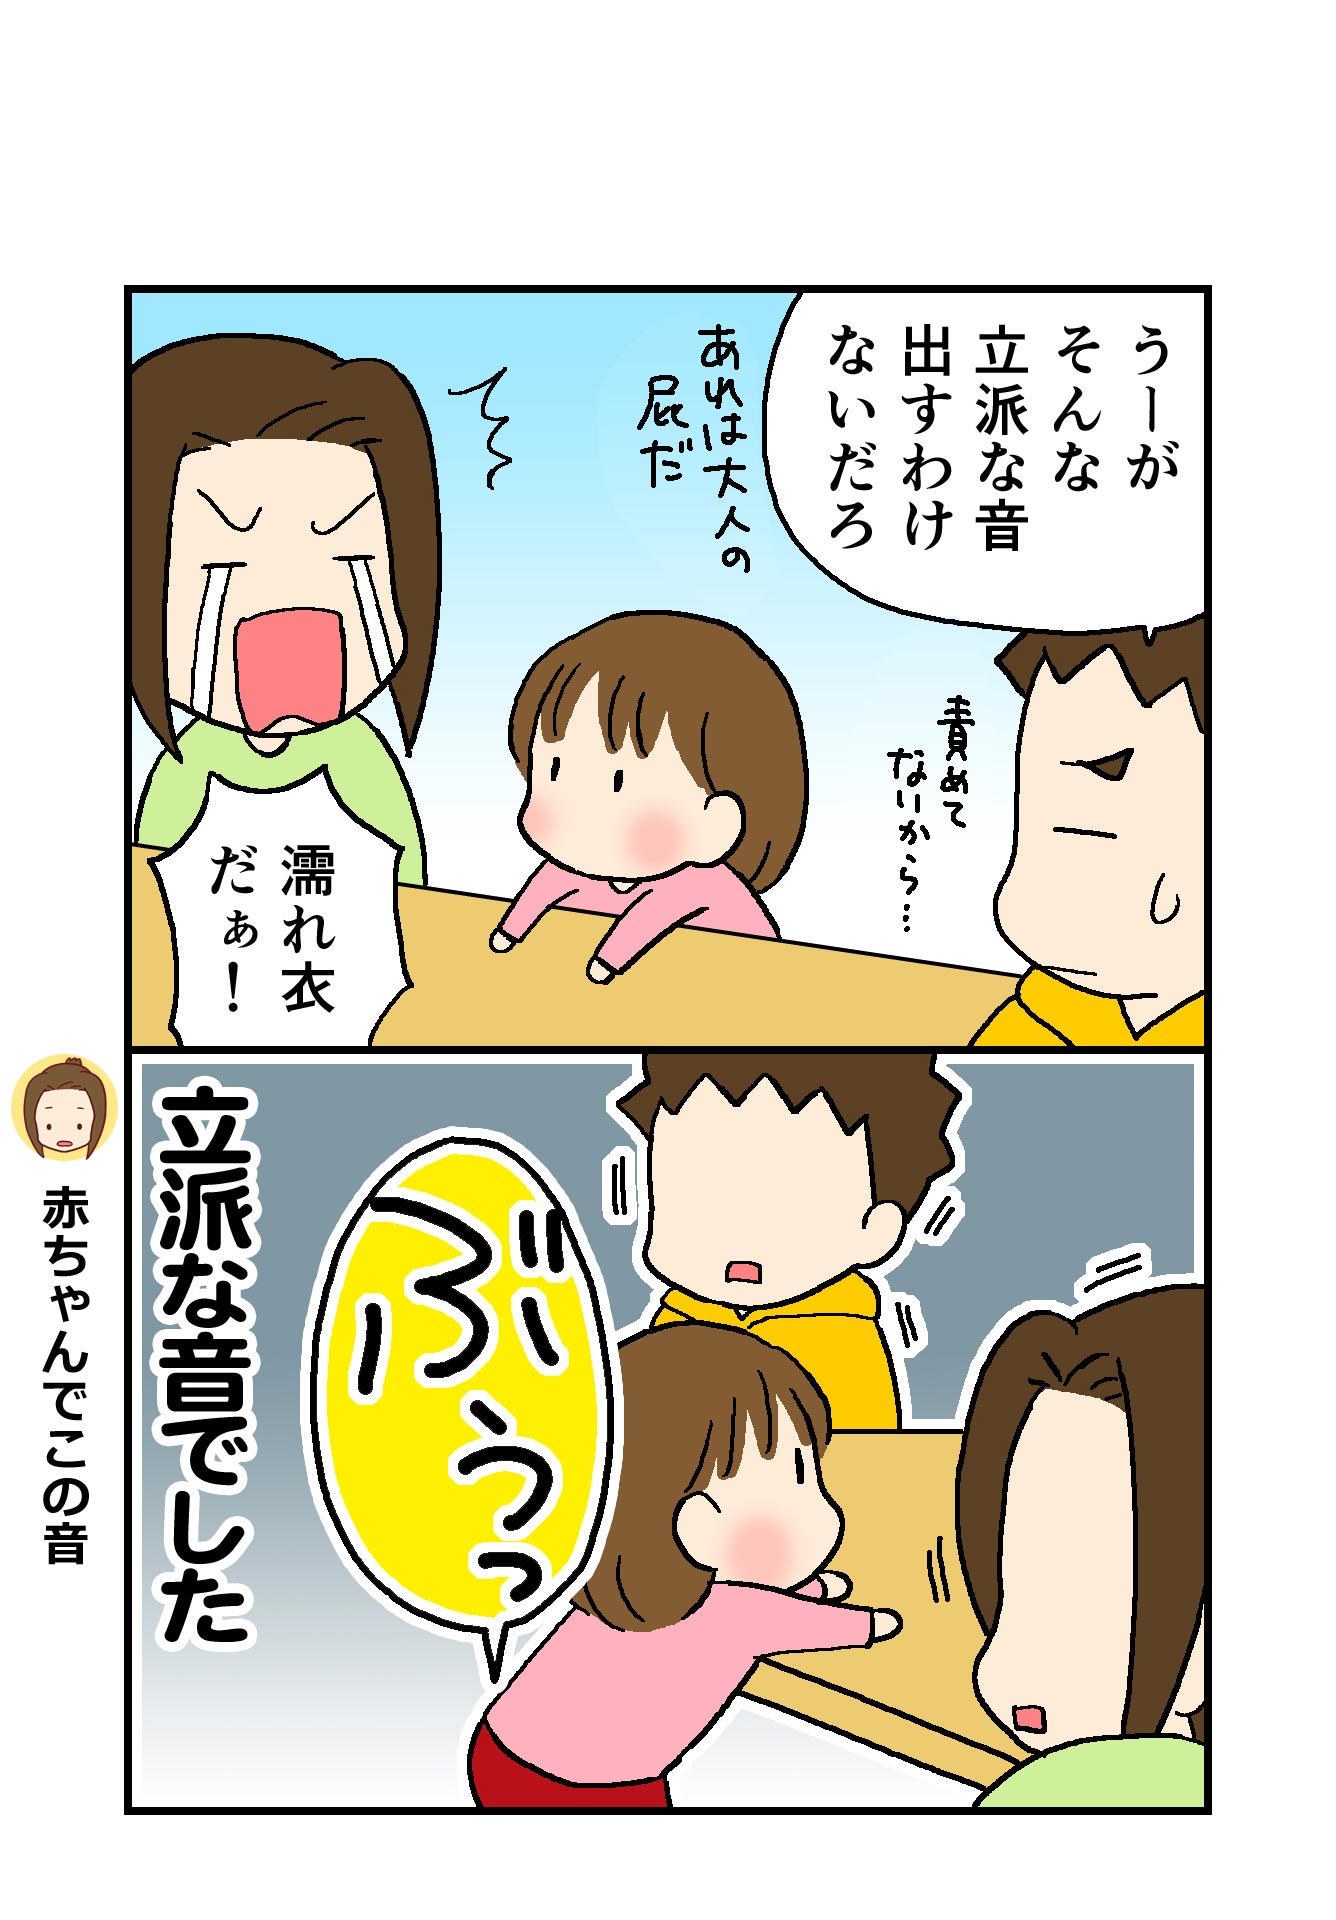 うーが
そんな
立派な音
出すわけ
ないだろ
あれは大人の
屁だ
責めて
ないから…
濡れ衣
だぁ!
ぶぅっ
立派な音でした
赤ちゃんでこの音